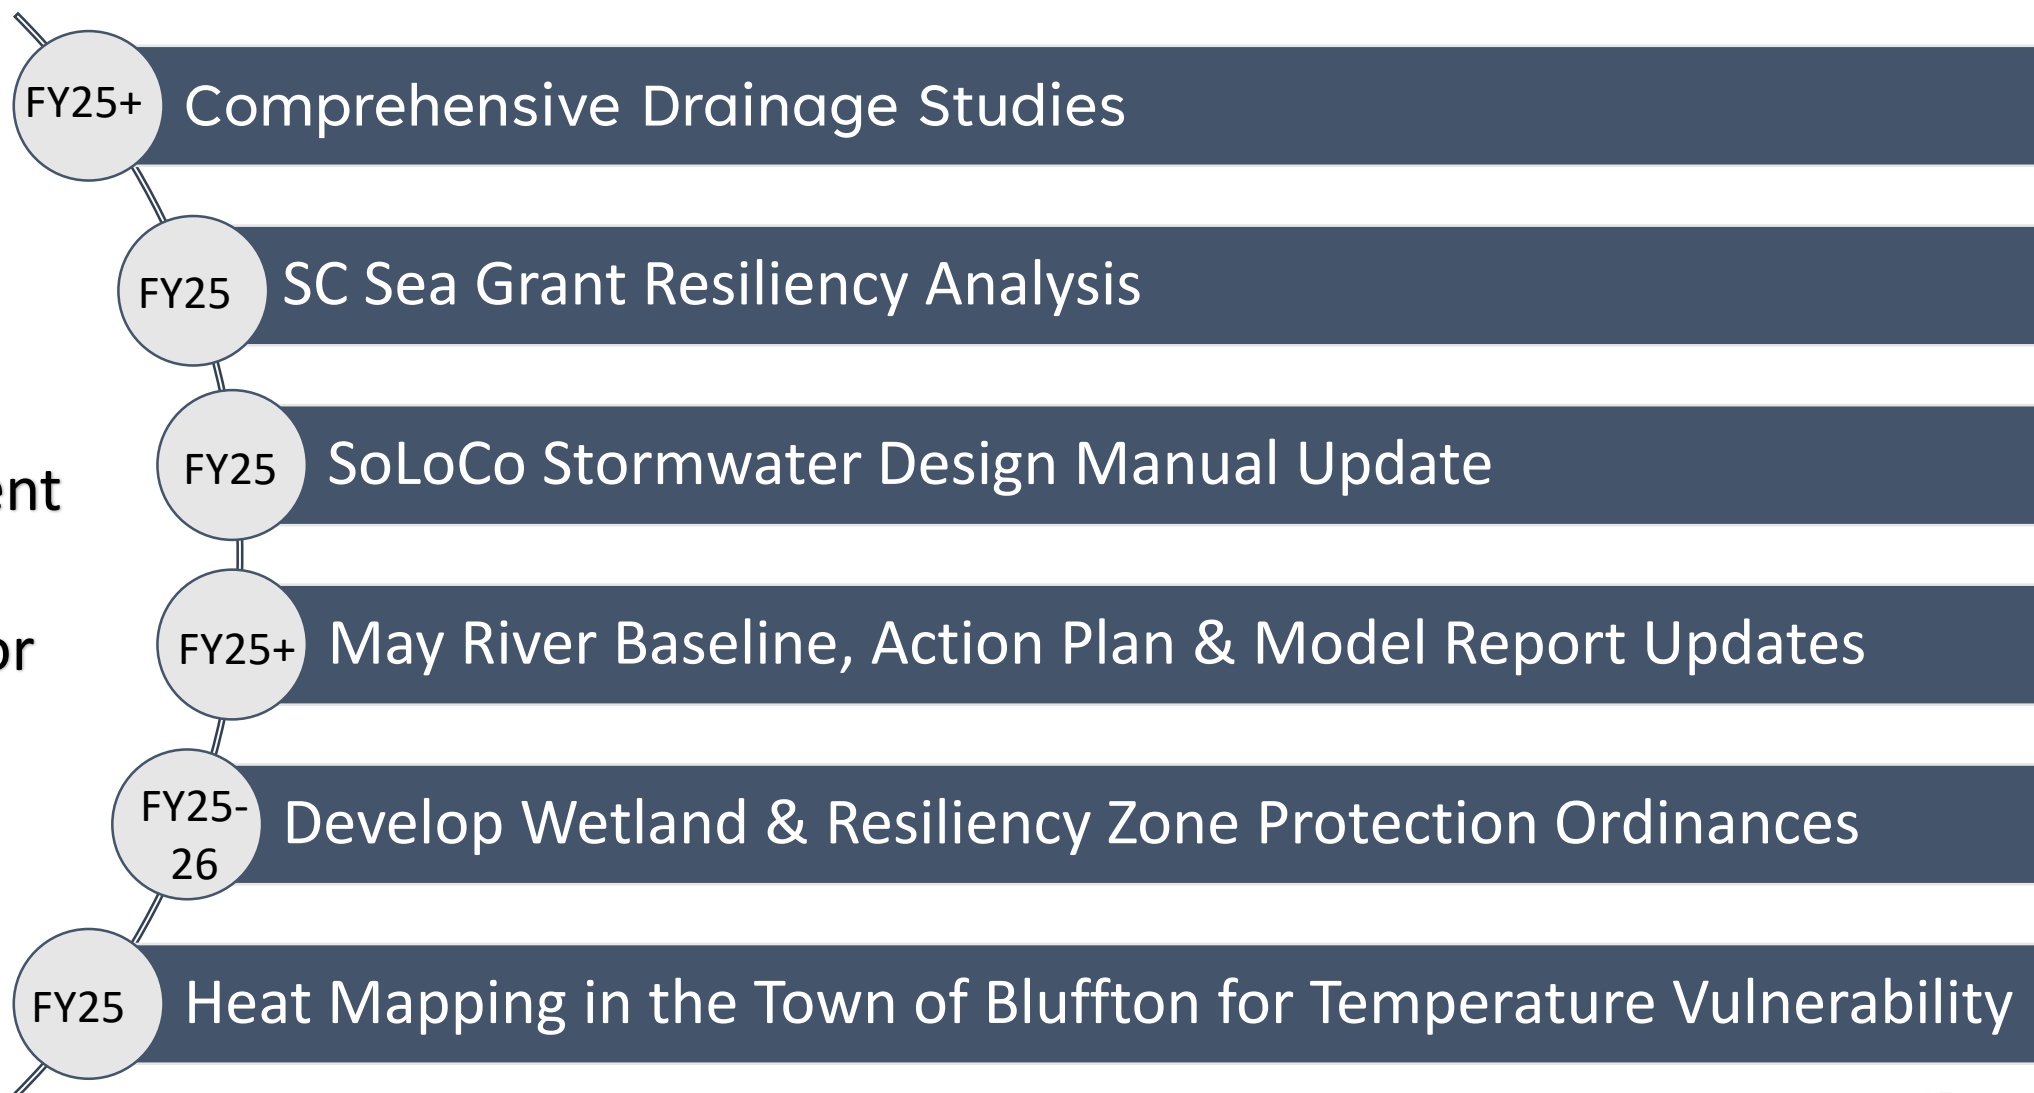 FY25+
Comprehensive Drainage Studies
FY25
SC Sea Grant Resiliency Analysis
FY25
SoLoCo Stormwater Design Manual Update
FY25+
May River Baseline, Action Plan & Model Report Updates
FY25-
26
Develop Wetland & Resiliency Zone Protection Ordinances
FY25
Heat Mapping in the Town of Bluffton for Temperature Vulnerability